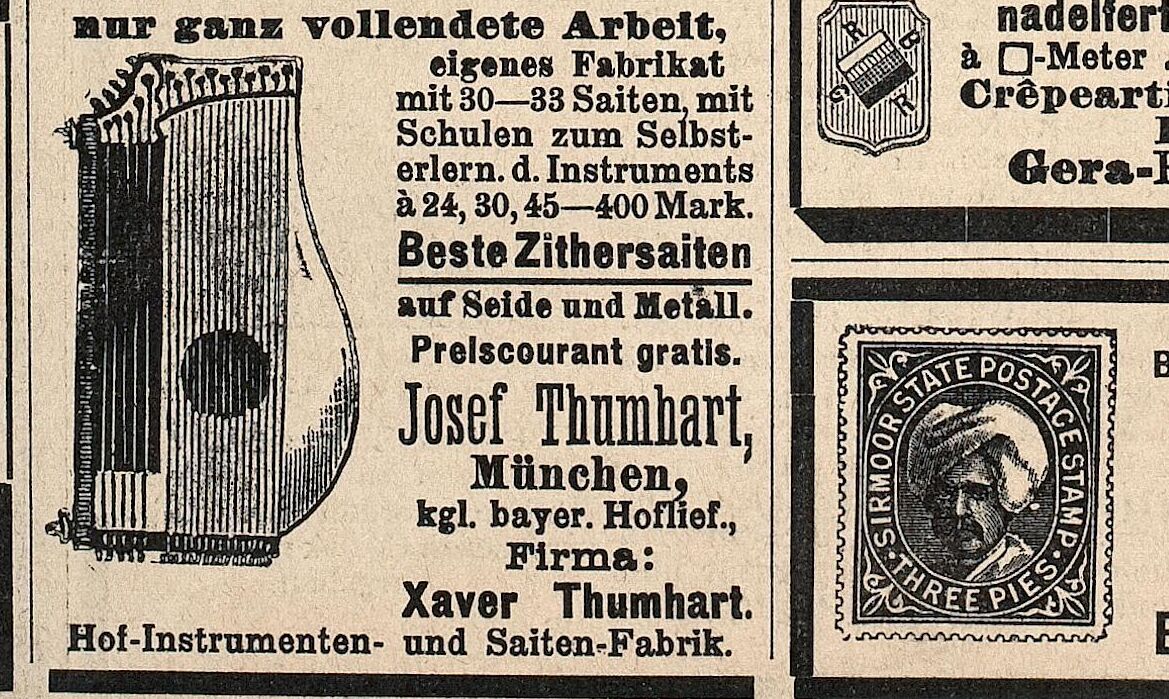 nur ganz vollendete Arbeit,
eigenes Fabrikat
mit 30—33 Saiten, mit
Schulen zum Selbst-
erlern. d. Instruments
à 24, 30, 45—400 Mark.
Beste Zithersaiten
auf Seide und Metall.
Preiscourant gratis.
Josef Thumhart,
München,
kgl. bayer. Hoflief.,
Firma:
Xaver Thumhart.
Hof-Instrumenten- und Saiten-Fabrik.
R B
G R
nadelfert
à □-Meter
Crêpearti
Gera-
SIRMOOR STATE POSTAGE STAMP
THREE PIES